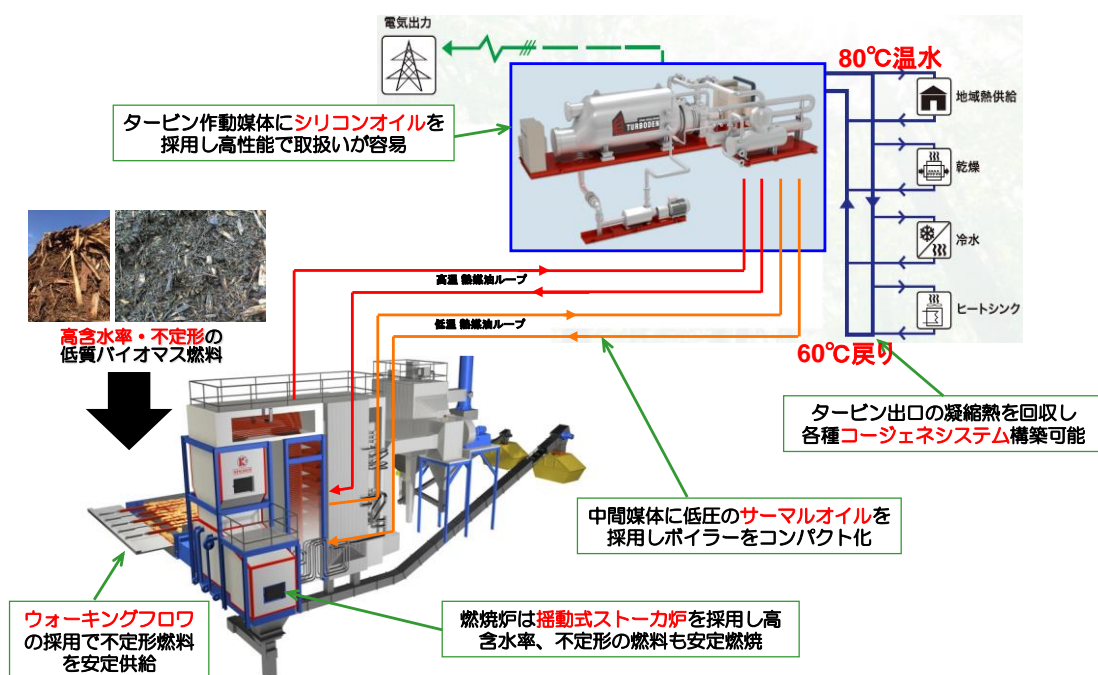 電気出力
80℃温水
地域熱供給
タービン作動媒体にシリコンオイルを
採用し高性能で取扱いが容易
TURBODEN
乾燥
冷水
高温 熱媒油ループ
ヒートシンク
低温 熱媒油ループ
高含水率・不定形の
低質バイオマス燃料
60℃戻り
タービン出口の凝縮熱を回収し
各種コージェネシステム構築可能
中間媒体に低圧のサーマルオイルを
採用しボイラーをコンパクト化
ウォーキングフロワ
の採用で不定形燃料
を安定供給
燃焼炉は揺動式ストーカ炉を採用し高
含水率、不定形の燃料も安定燃焼